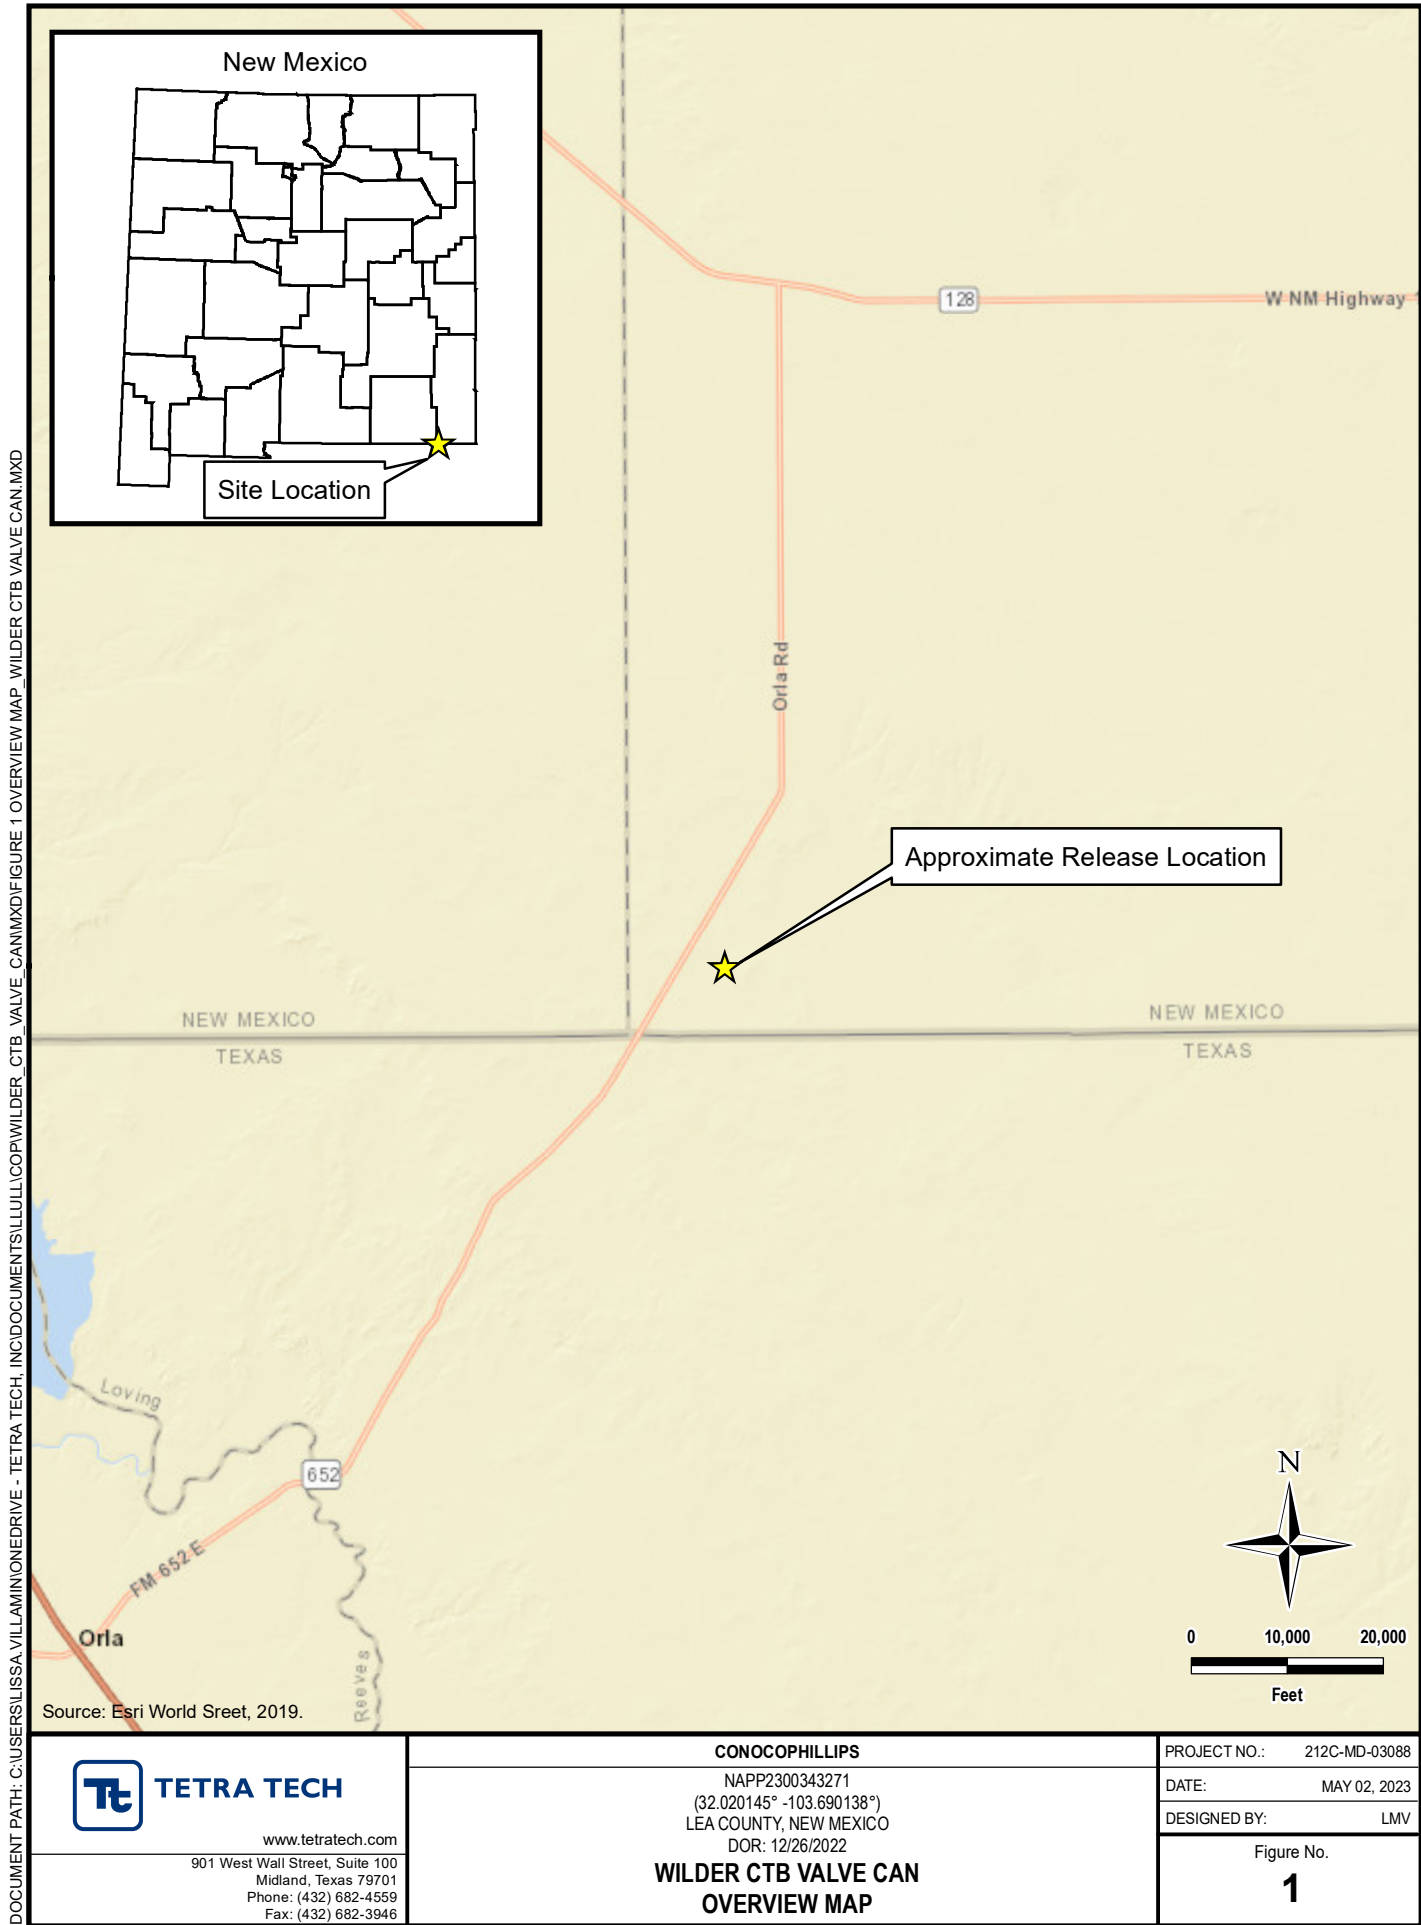 New Mexico
Site Location
128
W NM Highway
Orla Rd
Approximate Release Location
NEW MEXICO
TEXAS
NEW MEXICO
TEXAS
Loving
652
FM 652 E
Orla
Reeves
N
0 10,000 20,000
Feet
Source: Esri World Sreet, 2019.
DOCUMENT PATH: C:\USERS\LISSA.VILLAMIN\ONEDRIVE - TETRA TECH, INC\DOCUMENTS\LLULL\COP\WILDER_CTB_VALVE_CAN\MXD\FIGURE 1 OVERVIEW MAP_WILDER CTB VALVE CAN.MXD
Tt TETRA TECH
www.tetratech.com
901 West Wall Street, Suite 100
Midland, Texas 79701
Phone: (432) 682-4559
Fax: (432) 682-3946
CONOCOPHILLIPS
NAPP2300343271
(32.020145° -103.690138°)
LEA COUNTY, NEW MEXICO
DOR: 12/26/2022
WILDER CTB VALVE CAN
OVERVIEW MAP
PROJECT NO.: 212C-MD-03088
DATE: MAY 02, 2023
DESIGNED BY: LMV
Figure No.
1